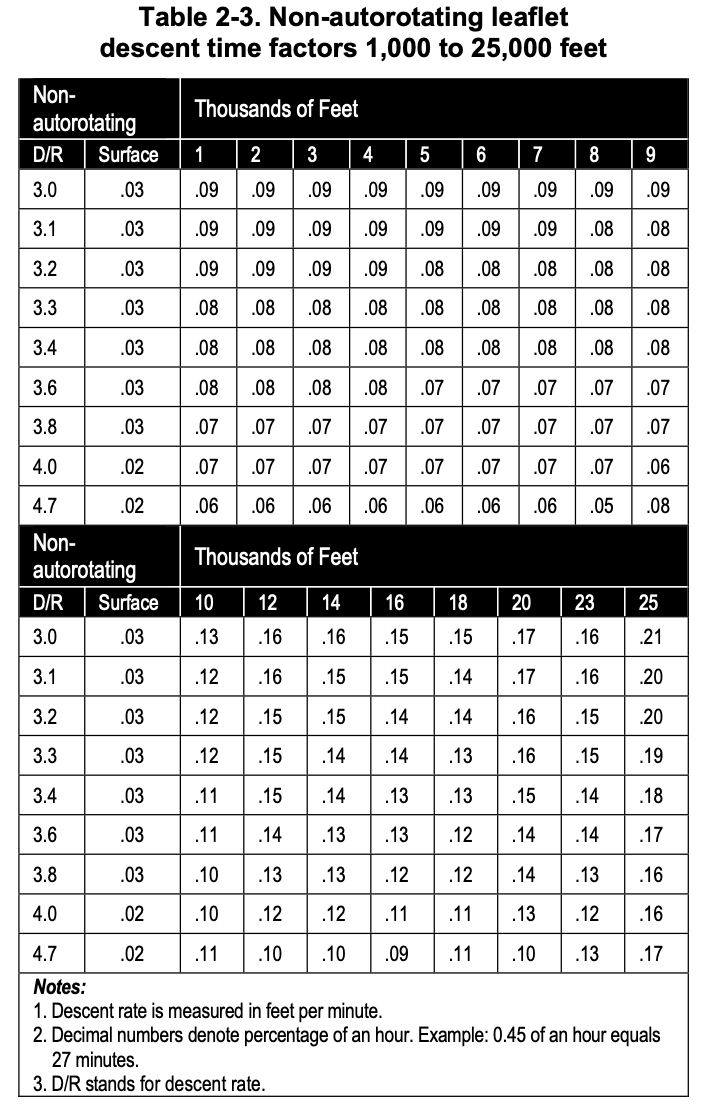 Table 2-3. Non-autorotating leaflet
descent time factors 1,000 to 25,000 feet
Non-
autorotating Thousands of Feet
D/R Surface 1 2 3 4 5 6 7 8 9
3.0 .03 .09 .09 .09 .09 .09 .09 .09 .09 .09
3.1 .03 .09 .09 .09 .09 .09 .09 .09 .08 .08
3.2 .03 .09 .09 .09 .09 .08 .08 .08 .08 .08
3.3 .03 .08 .08 .08 .08 .08 .08 .08 .08 .08
3.4 .03 .08 .08 .08 .08 .08 .08 .08 .08 .08
3.6 .03 .08 .08 .08 .08 .07 .07 .07 .07 .07
3.8 .03 .07 .07 .07 .07 .07 .07 .07 .07 .07
4.0 .02 .07 .07 .07 .07 .07 .07 .07 .07 .06
4.7 .02 .06 .06 .06 .06 .06 .06 .06 .05 .08
Non-
autorotating Thousands of Feet
D/R Surface 10 12 14 16 18 20 23 25
3.0 .03 .13 .16 .16 .15 .15 .17 .16 .21
3.1 .03 .12 .16 .15 .15 .14 .17 .16 .20
3.2 .03 .12 .15 .15 .14 .14 .16 .15 .20
3.3 .03 .12 .15 .14 .14 .13 .16 .15 .19
3.4 .03 .11 .15 .14 .13 .13 .15 .14 .18
3.6 .03 .11 .14 .13 .13 .12 .14 .14 .17
3.8 .03 .10 .13 .13 .12 .12 .14 .13 .16
4.0 .02 .10 .12 .12 .11 .11 .13 .12 .16
4.7 .02 .11 .10 .10 .09 .11 .10 .13 .17
Notes:
1. Descent rate is measured in feet per minute.
2. Decimal numbers denote percentage of an hour. Example: 0.45 of an hour equals
27 minutes.
3. D/R stands for descent rate.